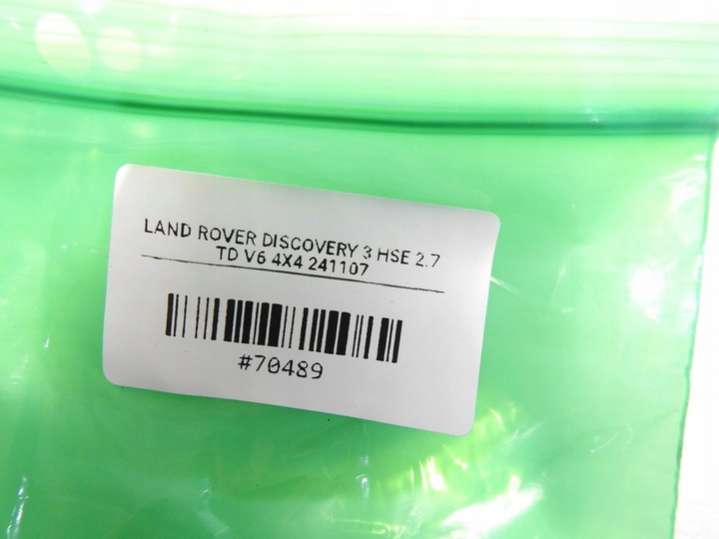 LAND ROVER DISCOVERY 3 HSE 2.7
TD V6 4X4 241107
#70489